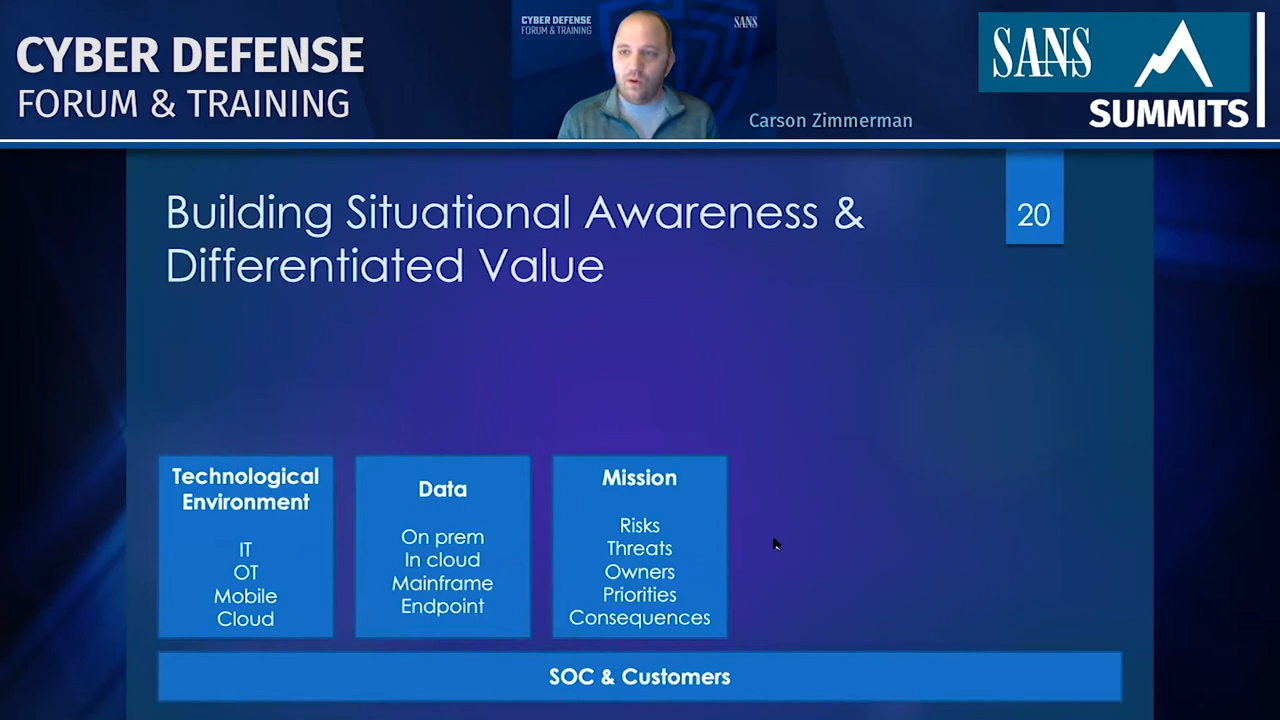 CYBER DEFENSE
FORUM & TRAINING
CYBER DEFENSE
FORUM & TRAINING
SANS
Carson Zimmerman
SANS
SUMMITS
Building Situational Awareness &
Differentiated Value
20
Technological
Environment
IT
OT
Mobile
Cloud
Data
On prem
In cloud
Mainframe
Endpoint
Mission
Risks
Threats
Owners
Priorities
Consequences
SOC & Customers